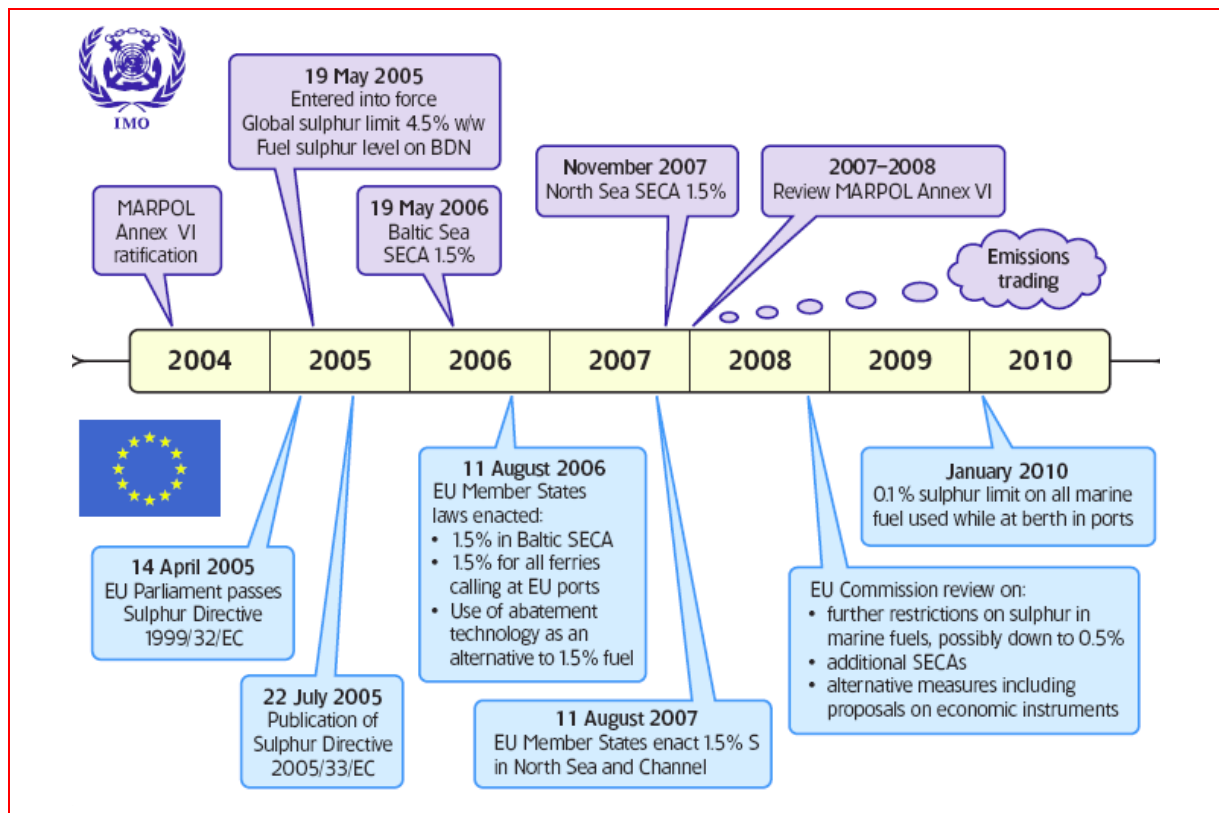 IMO
19 May 2005
Entered into force
Global sulphur limit 4.5% w/w
Fuel sulphur level on BDN
MARPOL
Annex VI
ratification
19 May 2006
Baltic Sea
SECA 1.5%
November 2007
North Sea SECA 1.5%
2007–2008
Review MARPOL Annex VI
Emissions
trading
2004
2005
2006
2007
2008
2009
2010
14 April 2005
EU Parliament passes
Sulphur Directive
1999/32/EC
22 July 2005
Publication of
Sulphur Directive
2005/33/EC
11 August 2006
EU Member States
laws enacted:
• 1.5% in Baltic SECA
• 1.5% for all ferries
calling at EU ports
• Use of abatement
technology as an
alternative to 1.5% fuel
11 August 2007
EU Member States enact 1.5% S
in North Sea and Channel
EU Commission review on:
• further restrictions on sulphur in
marine fuels, possibly down to 0.5%
• additional SECAs
• alternative measures including
proposals on economic instruments
January 2010
0.1% sulphur limit on all marine
fuel used while at berth in ports